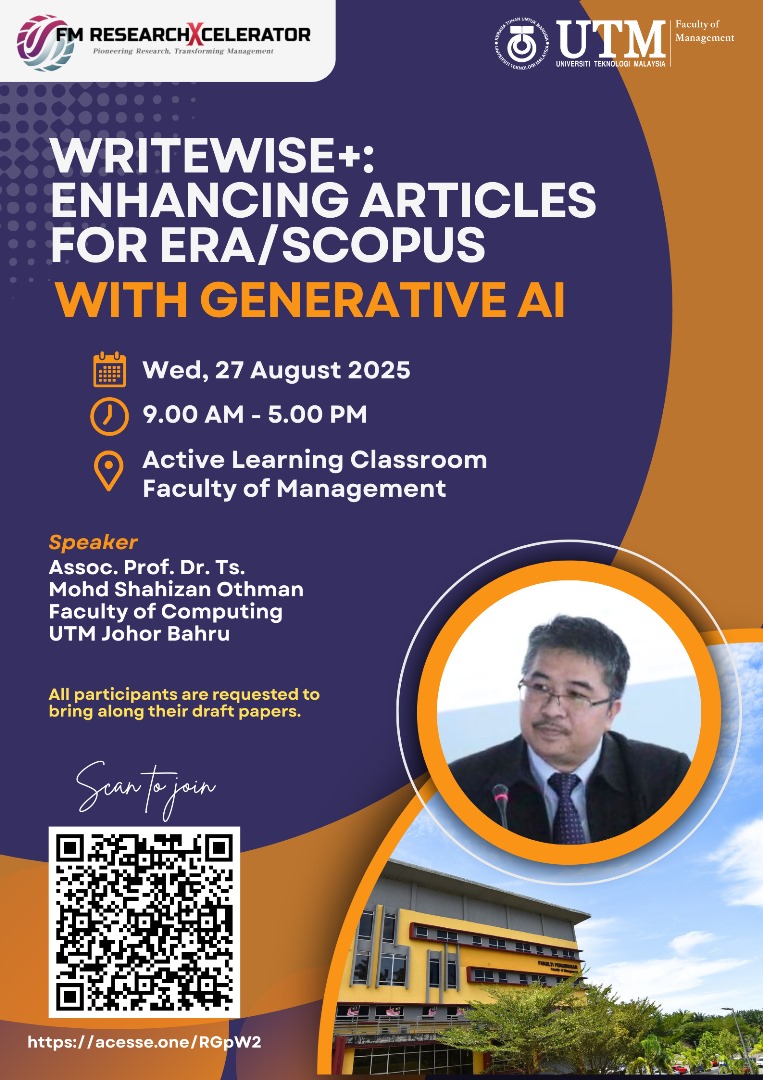 FM RESEARCHXCELERATOR
Pioneering Research, Transforming Management
UTM
UNIVERSITI TEKNOLOGI MALAYSIA
Faculty of
Management
WRITEWISE+:
ENHANCING ARTICLES
FOR ERA/SCOPUS
WITH GENERATIVE AI
Wed, 27 August 2025
9.00 AM - 5.00 PM
Active Learning Classroom
Faculty of Management
Speaker
Assoc. Prof. Dr. Ts.
Mohd Shahizan Othman
Faculty of Computing
UTM Johor Bahru
All participants are requested to
bring along their draft papers.
Scan to join
https://acesse.one/RGpW2
Faculty of Management